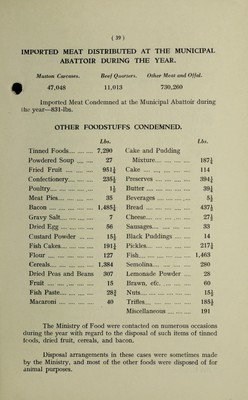 ( 39 )
IMPORTED MEAT DISTRIBUTED AT THE MUNICIPAL
ABATTOIR DURING THE YEAR.
Mutton Carcases. Beef Quarters. Other Meat and Offal.
47,048 11,013 730,260
Imported Meat Condemned at the Municipal Abattoir during
the year—831-lbs.
OTHER FOODSTUFFS CONDEMNED.
Lbs. Lbs.
Tinned Foods... ... ... 7,290 Cake and Pudding
Powdered Soup ... ... 27 Mixture... ... ... ... 187½
Fried Fruit ... ... ... 951¼ Cake ... ... ... ... 114
Confectionery... ... ... 235½ Preserves ... ... ... ... 394¼
Poultry... ... ... ... 1½ Butter ... ... ... ... 39¼
Meat Pies... ... ... ... 35 Beverages ... ... ... 5½
Bacon ... ... ... ... 1,485½ Bread ... ... ... ... 437½
Gravy Salt... ... ... ... 7 Cheese... ... ... ... 27½
Dried Egg ... ... ... 56 Sausages... ... ... ... 33
Custard Powder ... ... 15½ Black Puddings ... ... 14
Fish Cakes... ... ... ... 191¼ Pickles... ... ... ... 217½
Flour ... ... ... ... 127 Fish... ... ... ... 1,463
Cereals... ... ... ... 1,384 Semolina... ... ... ... 280
Dried Peas and Beans 307 Lemonade Powder ... 28
Fruit ... ... ... ... 15 Brawn, etc. ... ... ... 60
Fish Paste... ... ... ... 28½ Nuts... ... ... ... 15½
Macaroni ... ... ... ... 40 Trifles... ... ... ... 185½
Miscellaneous ... ... 191
The Ministry of Food were contacted on numerous occasions
during the year with regard to the disposal of such items of tinned
foods, dried fruit, cereals, and bacon.
Disposal arrangements in these cases were sometimes made
by the Ministry, and most of the other foods were disposed of for
animal purposes.